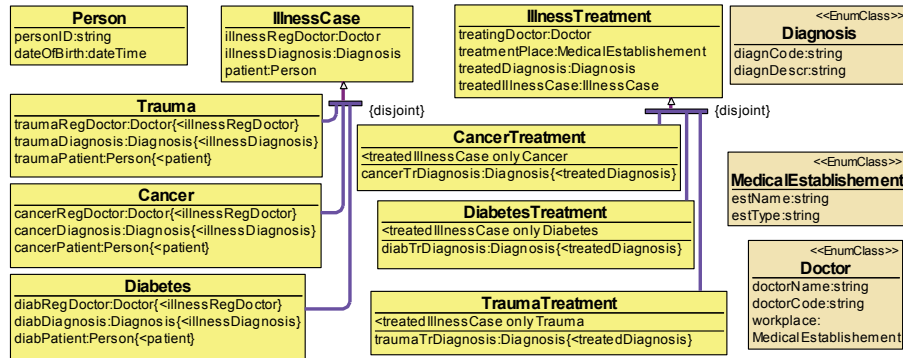 Person
personID:string
dateOfBirth:dateTime
IllnessCase
illnessRegDoctor:Doctor
illnessDiagnosis:Diagnosis
patient:Person
{disjoint}
Trauma
traumaRegDoctor:Doctor{<illnessRegDoctor}
traumaDiagnosis:Diagnosis{<illnessDiagnosis}
traumaPatient:Person{<patient}
Cancer
cancerRegDoctor:Doctor{<illnessRegDoctor}
cancerDiagnosis:Diagnosis{<illnessDiagnosis}
cancerPatient:Person{<patient}
Diabetes
diabRegDoctor:Doctor{<illnessRegDoctor}
diabDiagnosis:Diagnosis{<illnessDiagnosis}
diabPatient:Person{<patient}
IllnessTreatment
treatingDoctor:Doctor
treatmentPlace:MedicalEstablishement
treatedDiagnosis:Diagnosis
treatedIllnessCase:IllnessCase
{disjoint}
CancerTreatment
<treatedIllnessCase only Cancer
cancerTrDiagnosis:Diagnosis{<treatedDiagnosis}
DiabetesTreatment
<treatedIllnessCase only Diabetes
diabTrDiagnosis:Diagnosis{<treatedDiagnosis}
TraumaTreatment
<treatedIllnessCase only Trauma
traumaTrDiagnosis:Diagnosis{<treatedDiagnosis}
<<EnumClass>>
Diagnosis
diagnCode:string
diagnDescr:string
<<EnumClass>>
MedicalEstablishement
estName:string
estType:string
<<EnumClass>>
Doctor
doctorName:string
doctorCode:string
workplace:
MedicalEstablishement